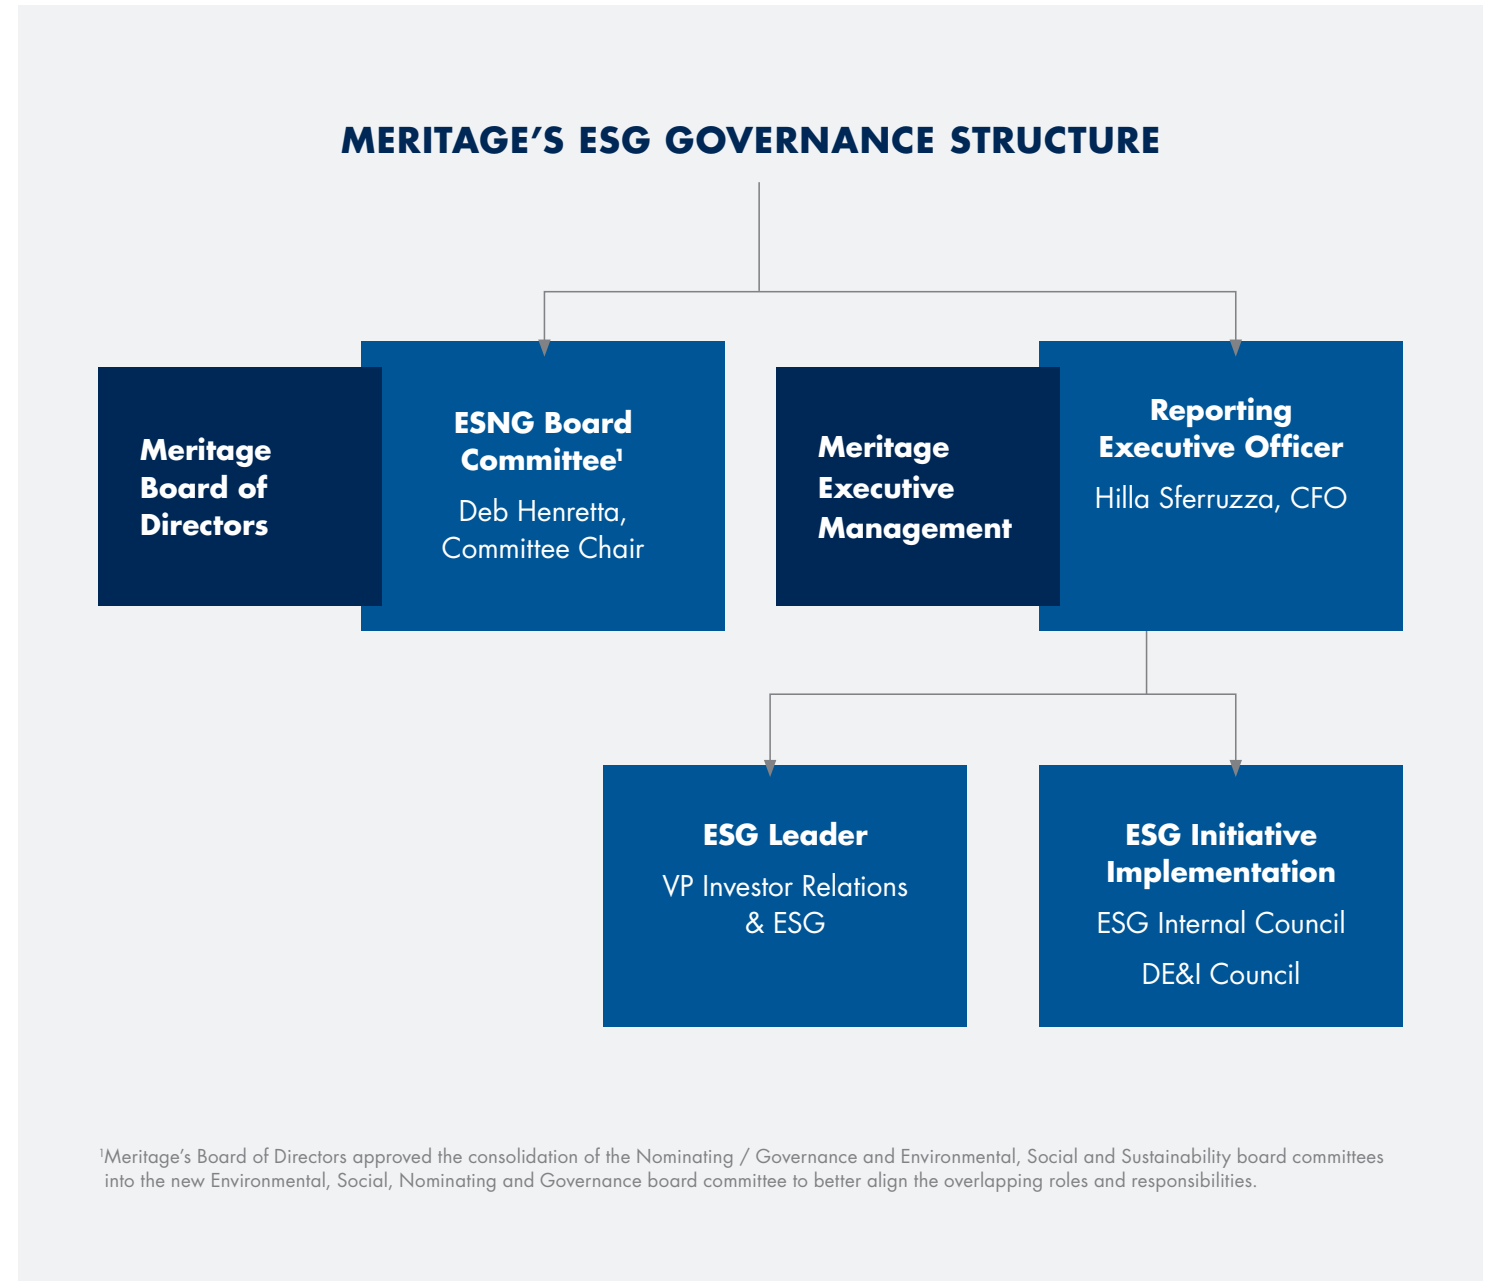 MERITAGE’S ESG GOVERNANCE STRUCTURE
Meritage
Board of
Directors
ESNG Board
Committee¹
Deb Henretta,
Committee Chair
Meritage
Executive
Management
Reporting
Executive Officer
Hilla Sferruzza, CFO
ESG Leader
VP Investor Relations
& ESG
ESG Initiative
Implementation
ESG Internal Council
DE&I Council
¹Meritage’s Board of Directors approved the consolidation of the Nominating / Governance and Environmental, Social and Sustainability board committees
into the new Environmental, Social, Nominating and Governance board committee to better align the overlapping roles and responsibilities.